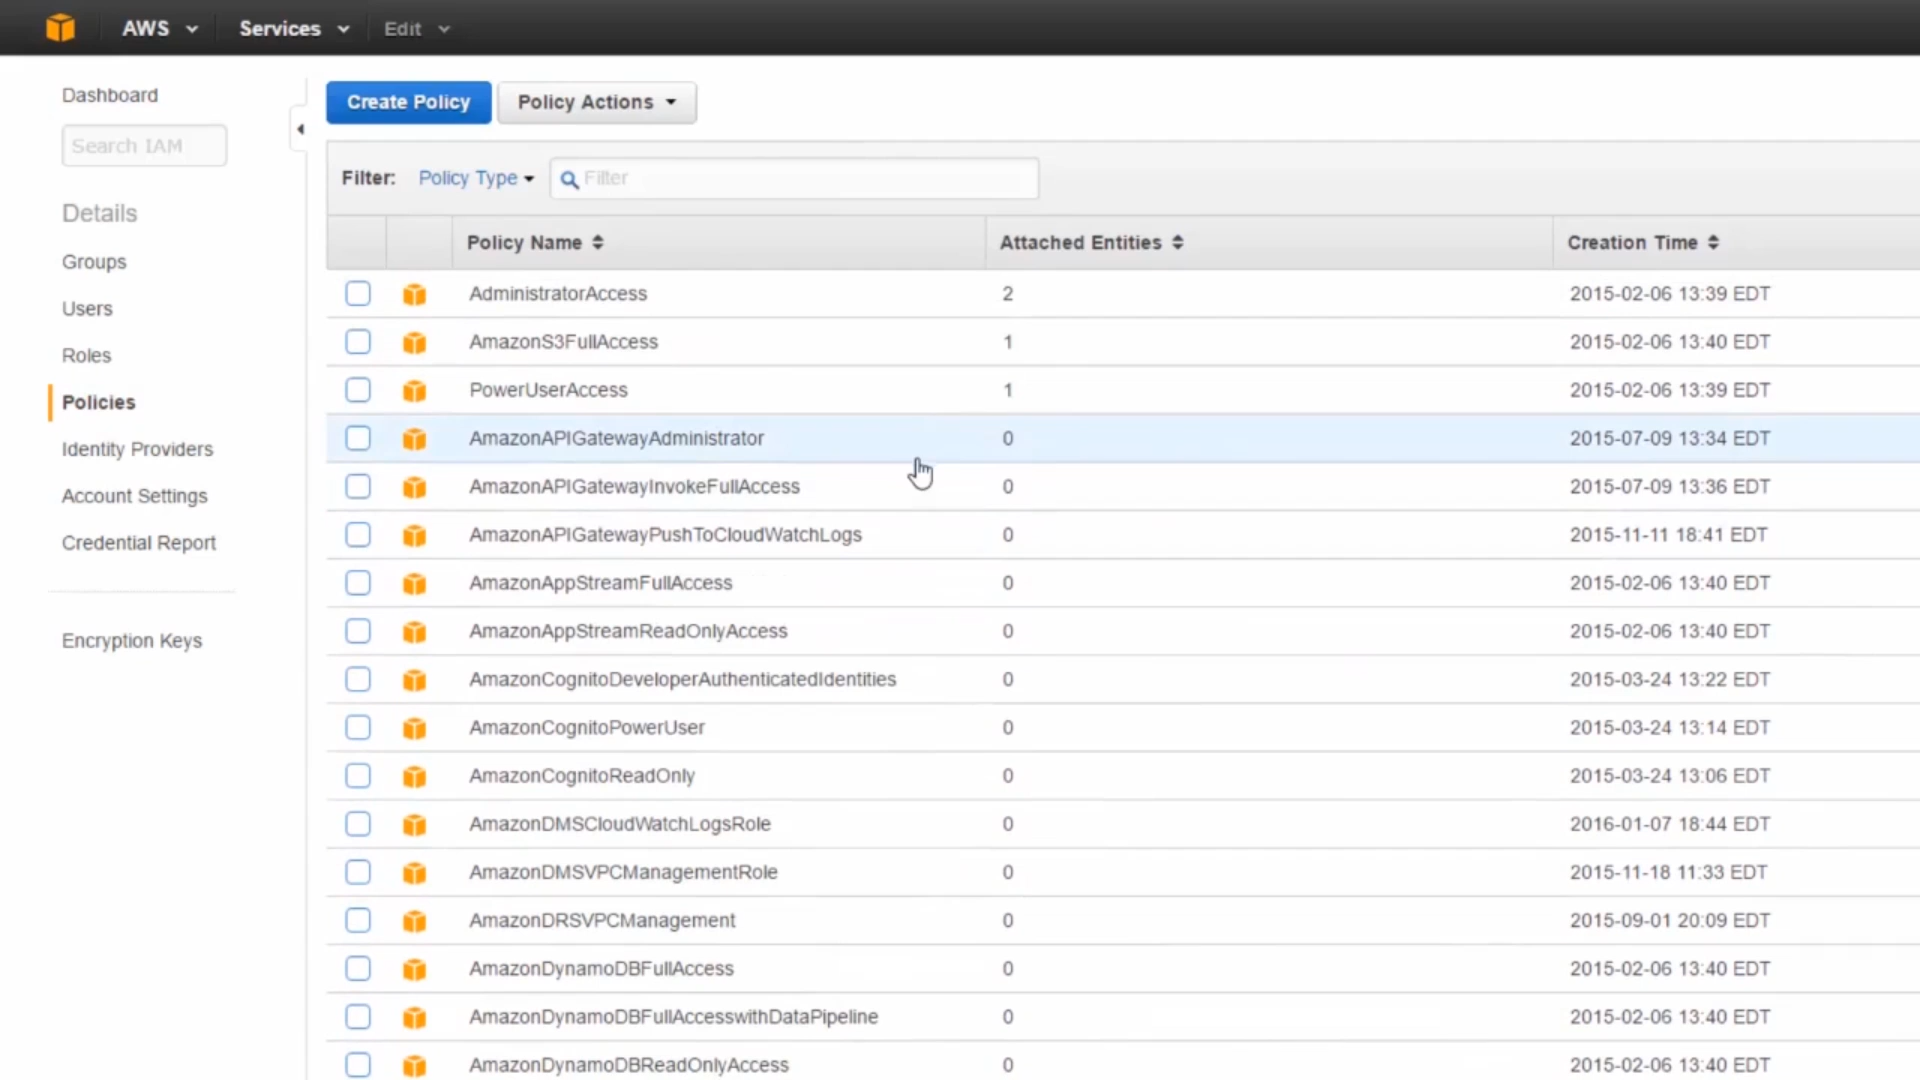 AWS Services Edit
Dashboard
Search IAM
Details
Groups
Users
Roles
Policies
Identity Providers
Account Settings
Credential Report
Encryption Keys
Create Policy Policy Actions
Filter: Policy Type Filter
Policy Name Attached Entities Creation Time
AdministratorAccess 2 2015-02-06 13:39 EDT
AmazonS3FullAccess 1 2015-02-06 13:40 EDT
PowerUserAccess 1 2015-02-06 13:39 EDT
AmazonAPIGatewayAdministrator 0 2015-07-09 13:34 EDT
AmazonAPIGatewayInvokeFullAccess 0 2015-07-09 13:36 EDT
AmazonAPIGatewayPushToCloudWatchLogs 0 2015-11-11 18:41 EDT
AmazonAppStreamFullAccess 0 2015-02-06 13:40 EDT
AmazonAppStreamReadOnlyAccess 0 2015-02-06 13:40 EDT
AmazonCognitoDeveloperAuthenticatedIdentities 0 2015-03-24 13:22 EDT
AmazonCognitoPowerUser 0 2015-03-24 13:14 EDT
AmazonCognitoReadOnly 0 2015-03-24 13:06 EDT
AmazonDMSCloudWatchLogsRole 0 2016-01-07 18:44 EDT
AmazonDMSVPCManagementRole 0 2015-11-18 11:33 EDT
AmazonDRSVPCManagement 0 2015-09-01 20:09 EDT
AmazonDynamoDBFullAccess 0 2015-02-06 13:40 EDT
AmazonDynamoDBFullAccesswithDataPipeline 0 2015-02-06 13:40 EDT
AmazonDynamoDBReadOnlyAccess 0 2015-02-06 13:40 EDT